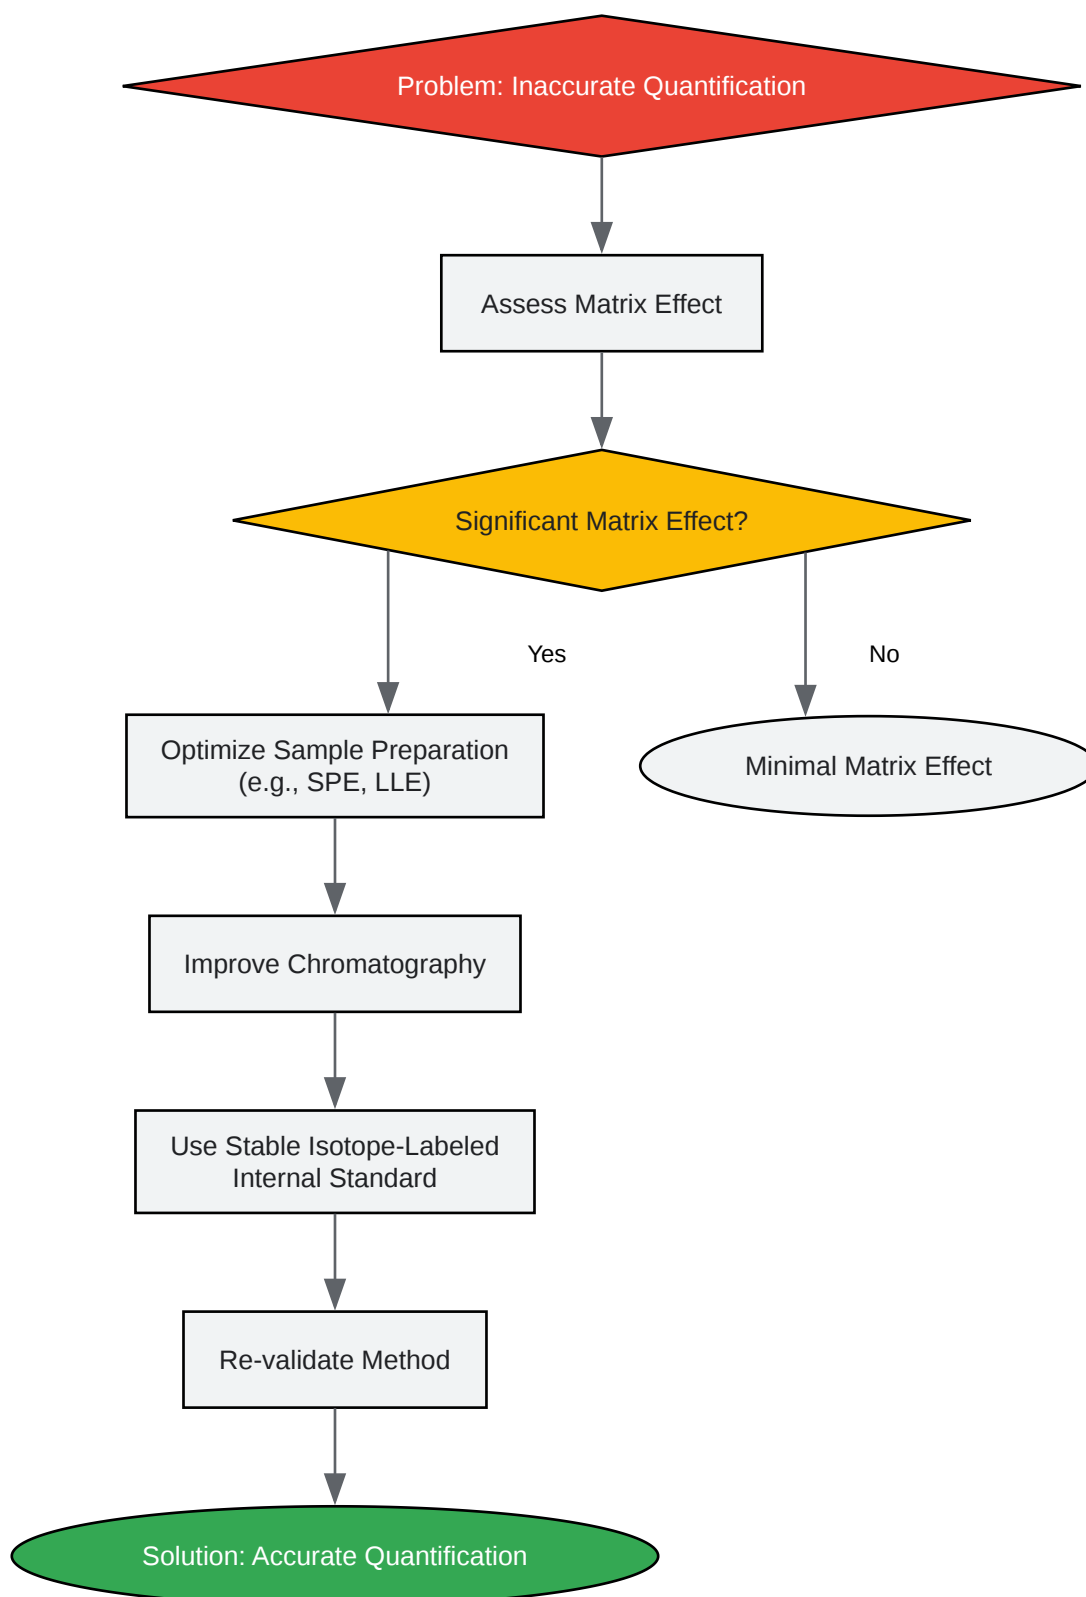 Problem: Inaccurate Quantification
Assess Matrix Effect
Significant Matrix Effect?
Yes
No
Optimize Sample Preparation
(e.g., SPE, LLE)
Minimal Matrix Effect
Improve Chromatography
Use Stable Isotope-Labeled
Internal Standard
Re-validate Method
Solution: Accurate Quantification